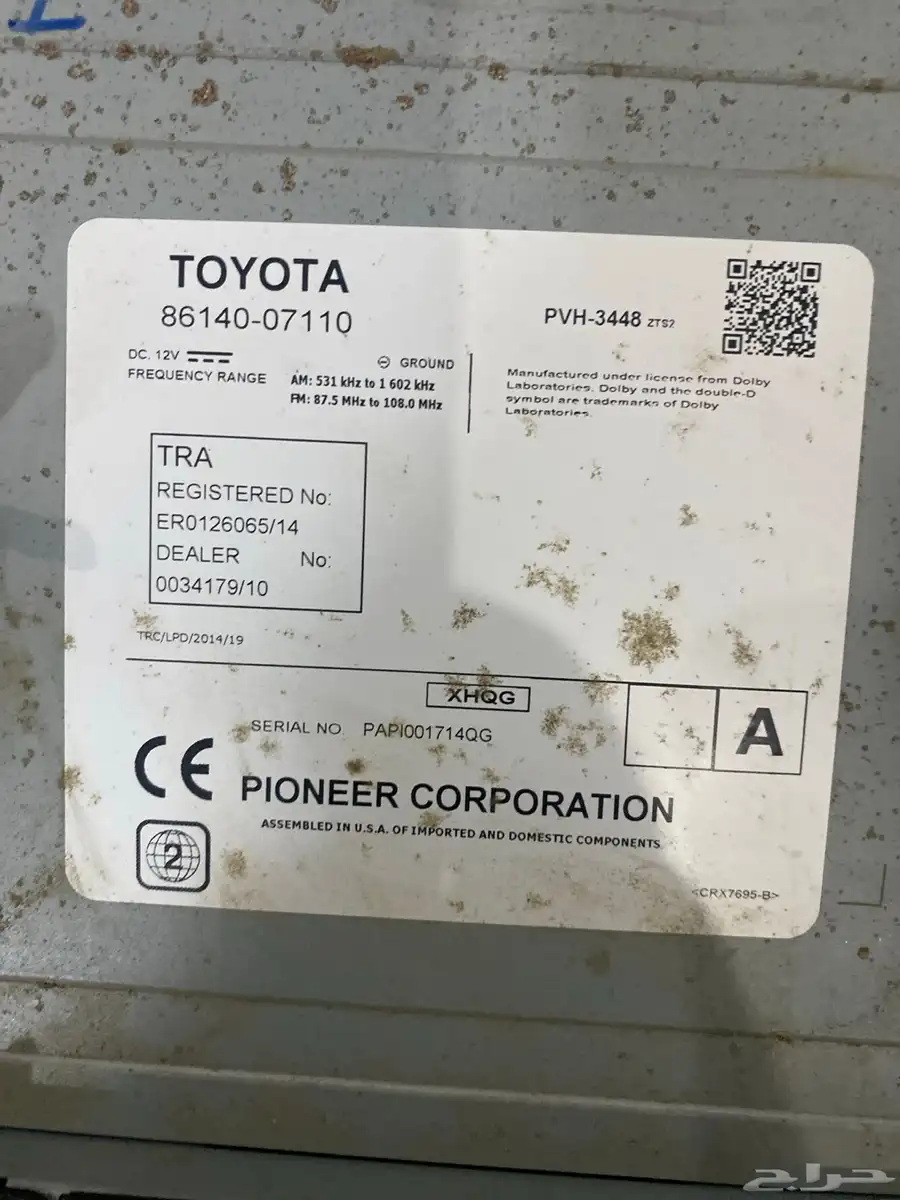 TOYOTA
86140-07110
DC. 12V
GROUND
FREQUENCY RANGE
AM: 531 kHz to 1 602 kHz
FM: 87.5 MHz to 108.0 MHz
PVH-3448 ZTS2
Manufactured under license from Dolby
Laboratories. Dolby and the double-D
symbol are trademarks of Dolby
Laboratories.
TRA
REGISTERED No:
ER0126065/14
DEALER No:
0034179/10
TRC/LPD/2014/19
XHQG
SERIAL NO. PAPI001714QG
A
CE
PIONEER CORPORATION
ASSEMBLED IN U.S.A. OF IMPORTED AND DOMESTIC COMPONENTS
2
<CRX7695-B>
حراج